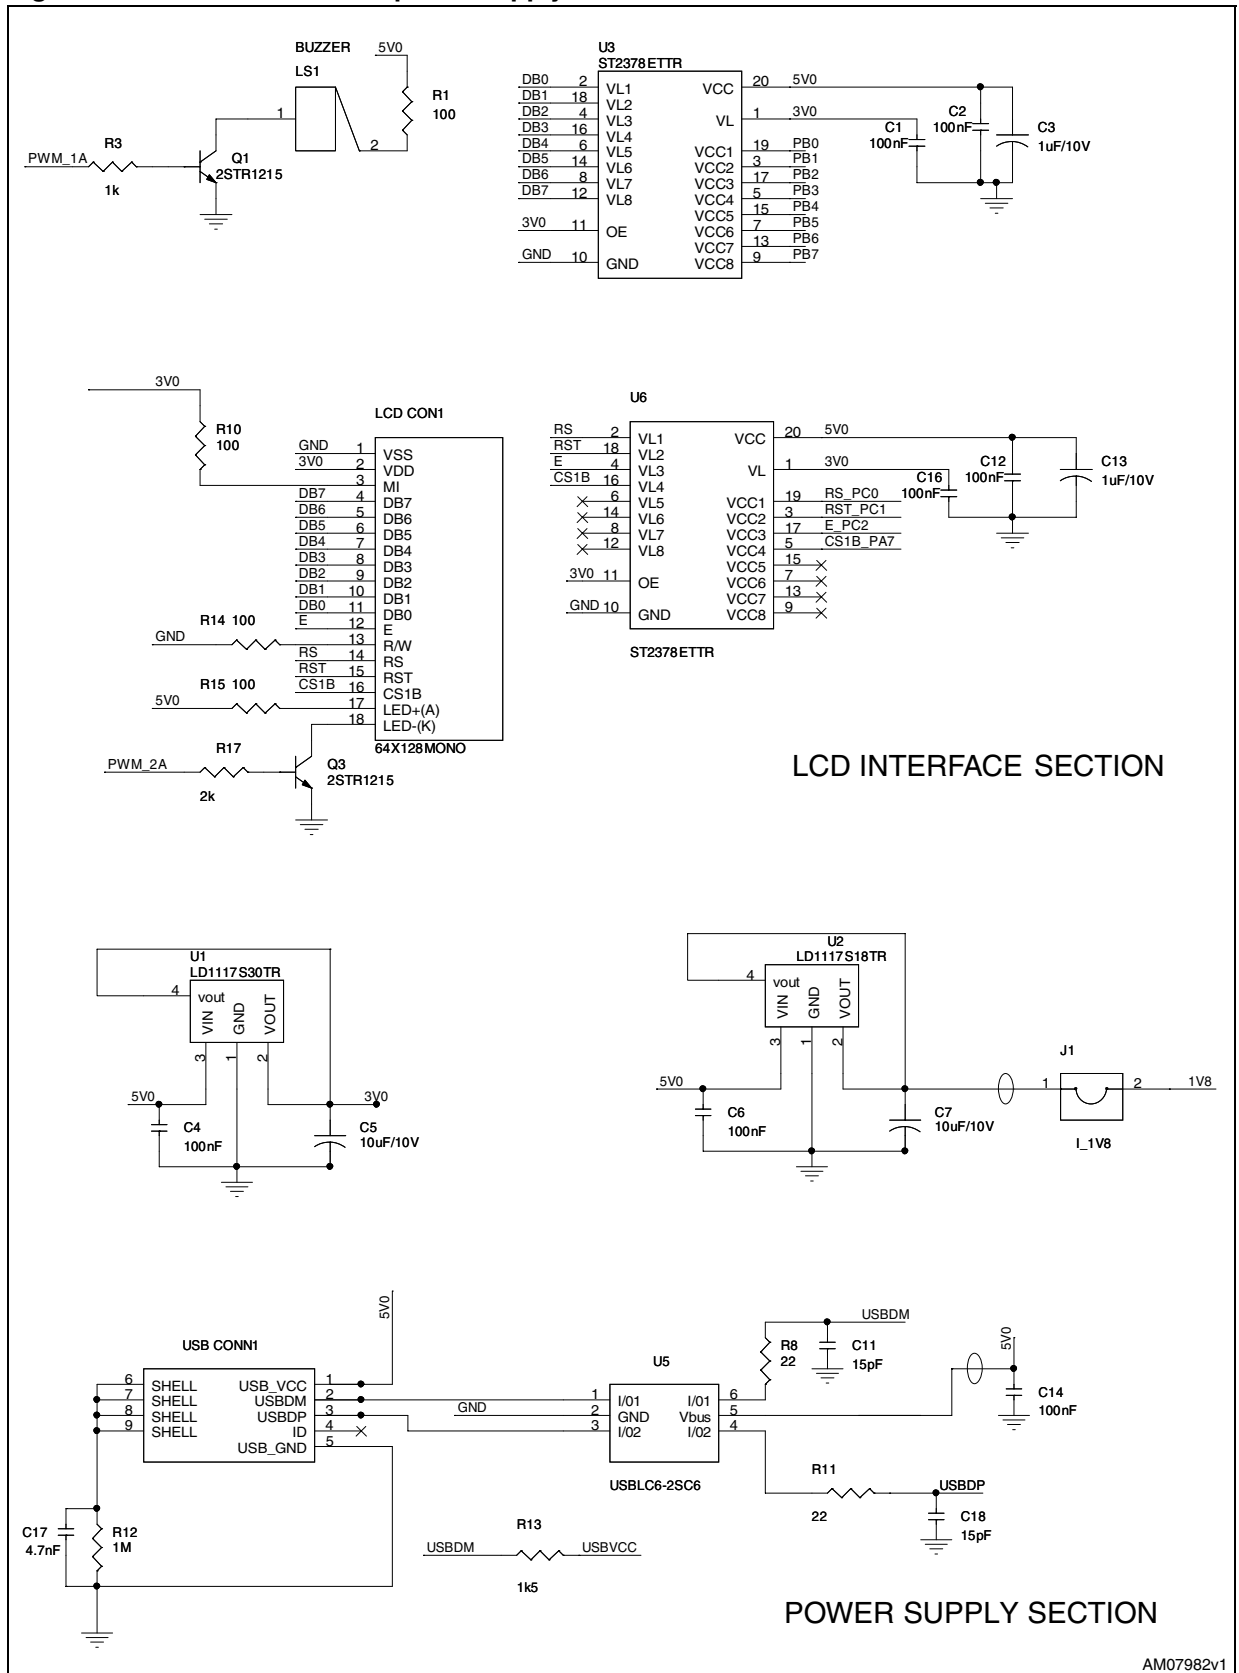 BUZZER
LS1
5V0
R1
100
1
2
R3
1k
PWM_1A
Q1
2STR1215
U3
ST2378ETTR
DB0 2 VL1
DB1 18 VL2
DB2 4 VL3
DB3 16 VL4
DB4 6 VL5
DB5 14 VL6
DB6 8 VL7
DB7 12 VL8
3V0 11 OE
GND 10 GND
VCC 20 5V0
VL 1 3V0
VCC1 19 PB0
VCC2 3 PB1
VCC3 17 PB2
VCC4 5 PB3
VCC5 15 PB4
VCC6 7 PB5
VCC7 13 PB6
VCC8 9 PB7
C1
100nF
C2
100nF
C3
1uF/10V
3V0
R10
100
LCD CON1
GND 1 VSS
3V0 2 VDD
3 MI
DB7 4 DB7
DB6 5 DB6
DB5 6 DB5
DB4 7 DB4
DB3 8 DB3
DB2 9 DB2
DB1 10 DB1
DB0 11 DB0
E 12 E
R14 100
GND 13 R/W
RS 14 RS
RST 15 RST
CS1B 16 CS1B
R15 100
5V0 17 LED+(A)
18 LED-(K)
64X128MONO
PWM_2A
R17
2k
Q3
2STR1215
U6
RS 2 VL1
RST 18 VL2
E 4 VL3
CS1B 16 VL4
6 VL5
14 VL6
8 VL7
12 VL8
3V0 11 OE
GND 10 GND
VCC 20 5V0
VL 1 3V0
VCC1 19 RS_PC0
VCC2 3 RST_PC1
VCC3 17 E_PC2
VCC4 5 CS1B_PA7
VCC5 15
VCC6 7
VCC7 13
VCC8 9
ST2378ETTR
C16
100nF
C12
100nF
C13
1uF/10V
LCD INTERFACE SECTION
U1
LD1117S30TR
4 vout
VIN
GND
VOUT
3
1
2
5V0
3V0
C4
100nF
C5
10uF/10V
U2
LD1117S18TR
4 vout
VIN
GND
VOUT
3
1
2
5V0
C6
100nF
C7
10uF/10V
J1
1
2
1V8
I_1V8
USB CONN1
5V0
6 SHELL
7 SHELL
8 SHELL
9 SHELL
USB_VCC 1
USBDM 2
USBDP 3
ID 4
USB_GND 5
C17
4.7nF
R12
1M
U5
1 I/01
GND 2 GND
3 I/02
I/01 6
Vbus 5
I/02 4
USBLC6-2SC6
R8
22
USBDM
C11
15pF
5V0
C14
100nF
R11
22
USBDP
C18
15pF
R13
USBDM
USBVCC
1k5
POWER SUPPLY SECTION
AM07982v1